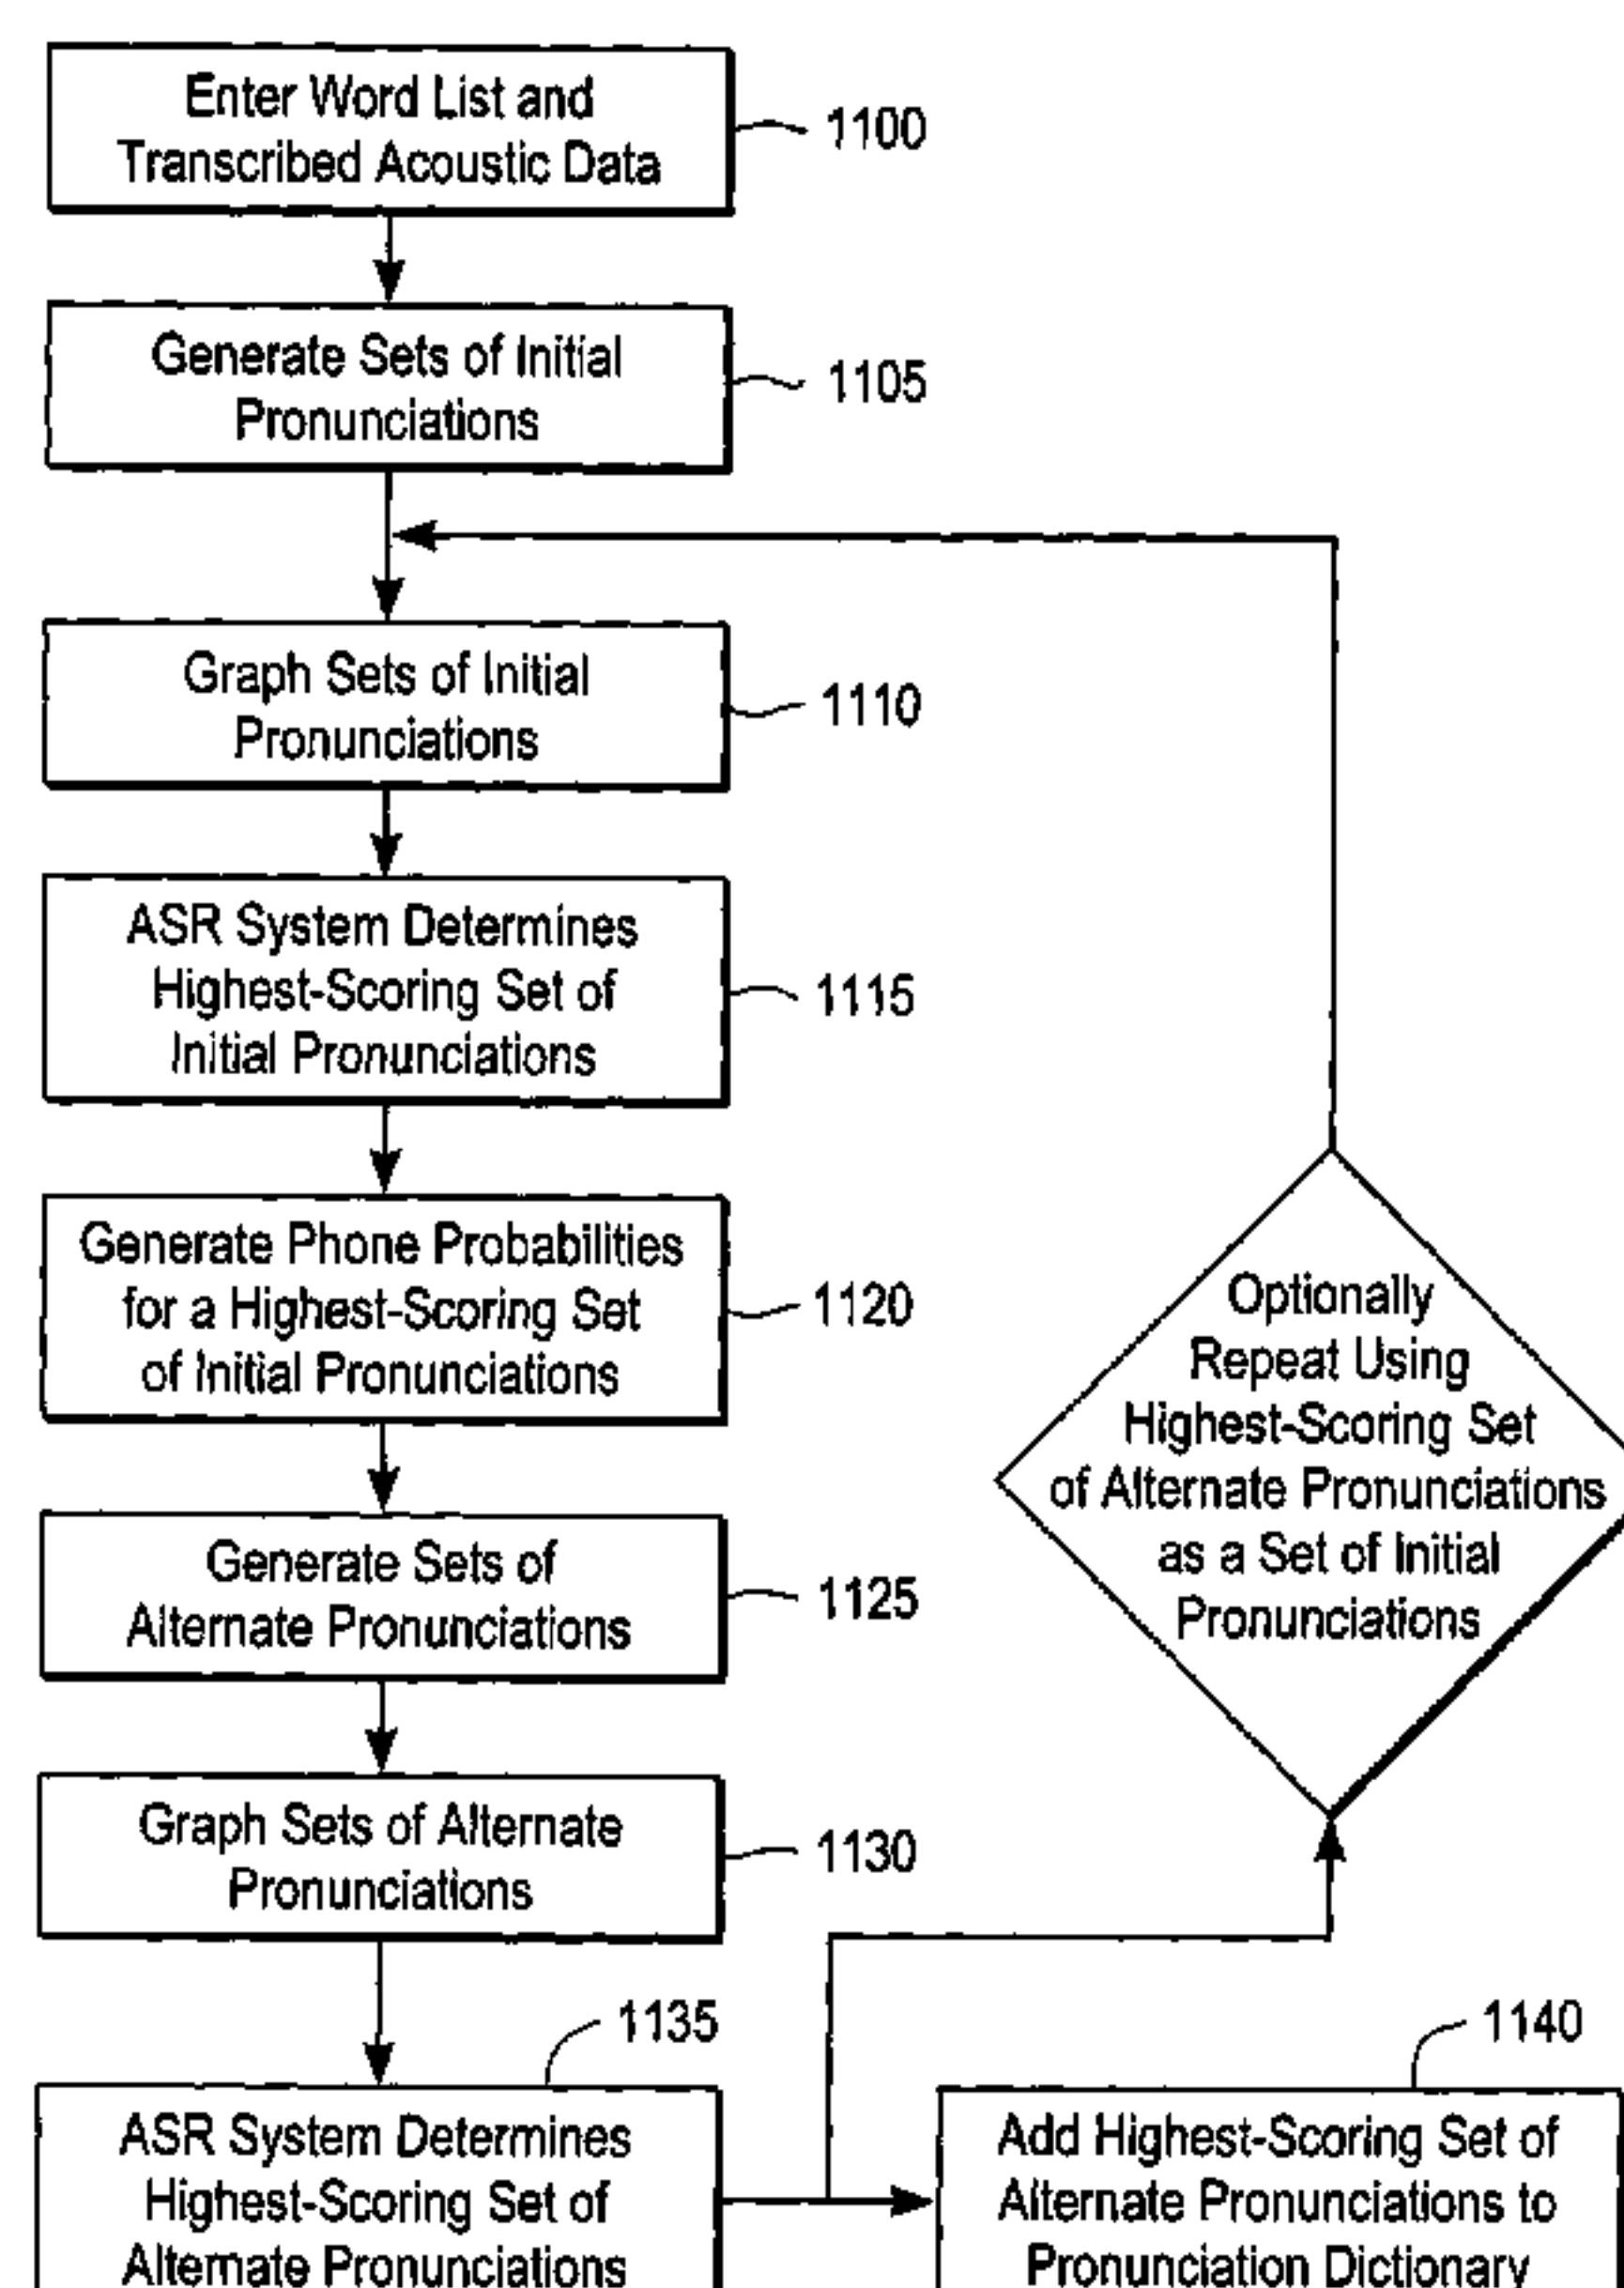 Enter Word List and
Transcribed Acoustic Data
1100
Generate Sets of Initial
Pronunciations
1105
Graph Sets of Initial
Pronunciations
1110
ASR System Determines
Highest-Scoring Set of
Initial Pronunciations
1115
Generate Phone Probabilities
for a Highest-Scoring Set
of Initial Pronunciations
1120
Generate Sets of
Alternate Pronunciations
1125
Graph Sets of Alternate
Pronunciations
1130
Optionally
Repeat Using
Highest-Scoring Set
of Alternate Pronunciations
as a Set of Initial
Pronunciations
1135
ASR System Determines
Highest-Scoring Set of
Alternate Pronunciations
1140
Add Highest-Scoring Set of
Alternate Pronunciations to
Pronunciation Dictionary